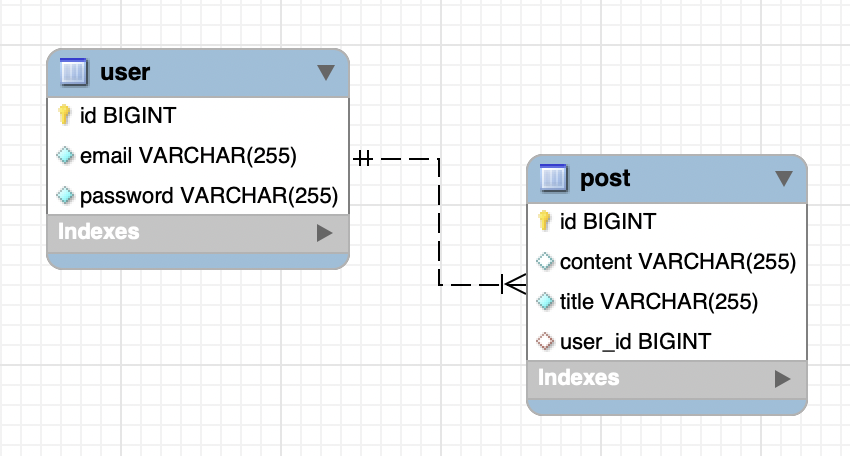 user
id BIGINT
email VARCHAR(255)
password VARCHAR(255)
Indexes
post
id BIGINT
content VARCHAR(255)
title VARCHAR(255)
user_id BIGINT
Indexes